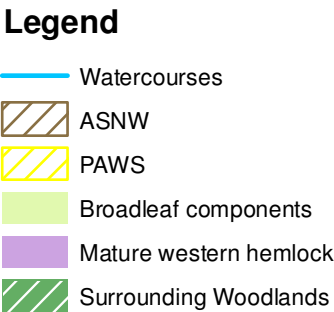 Legend
Watercourses
ASNW
PAWS
Broadleaf components
Mature western hemlock
Surrounding Woodlands